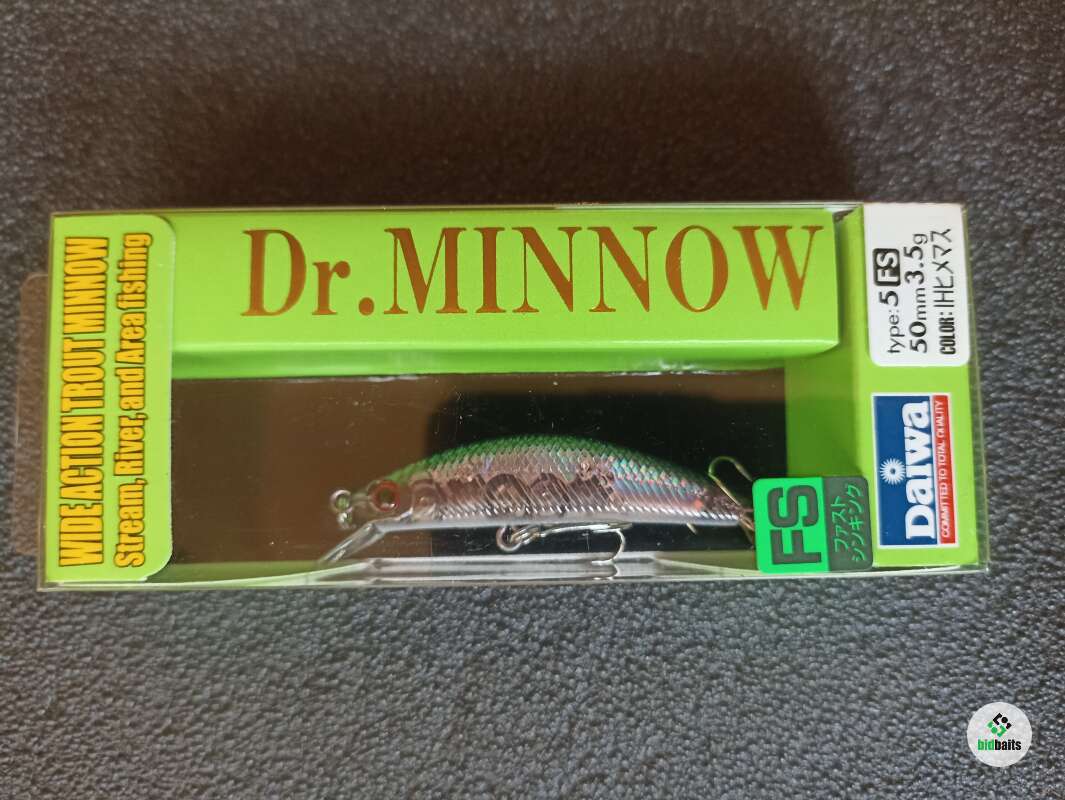 WIDE ACTION TROUT MINNOW
Stream, River, and Area fishing
Dr.MINNOW
type: 5 FS
50mm 3.5g
COLOR: IHヒメマス
Daiwa
COMMITTED TO TOTAL QUALITY
FS
ファスト
シンキング
bidbaits